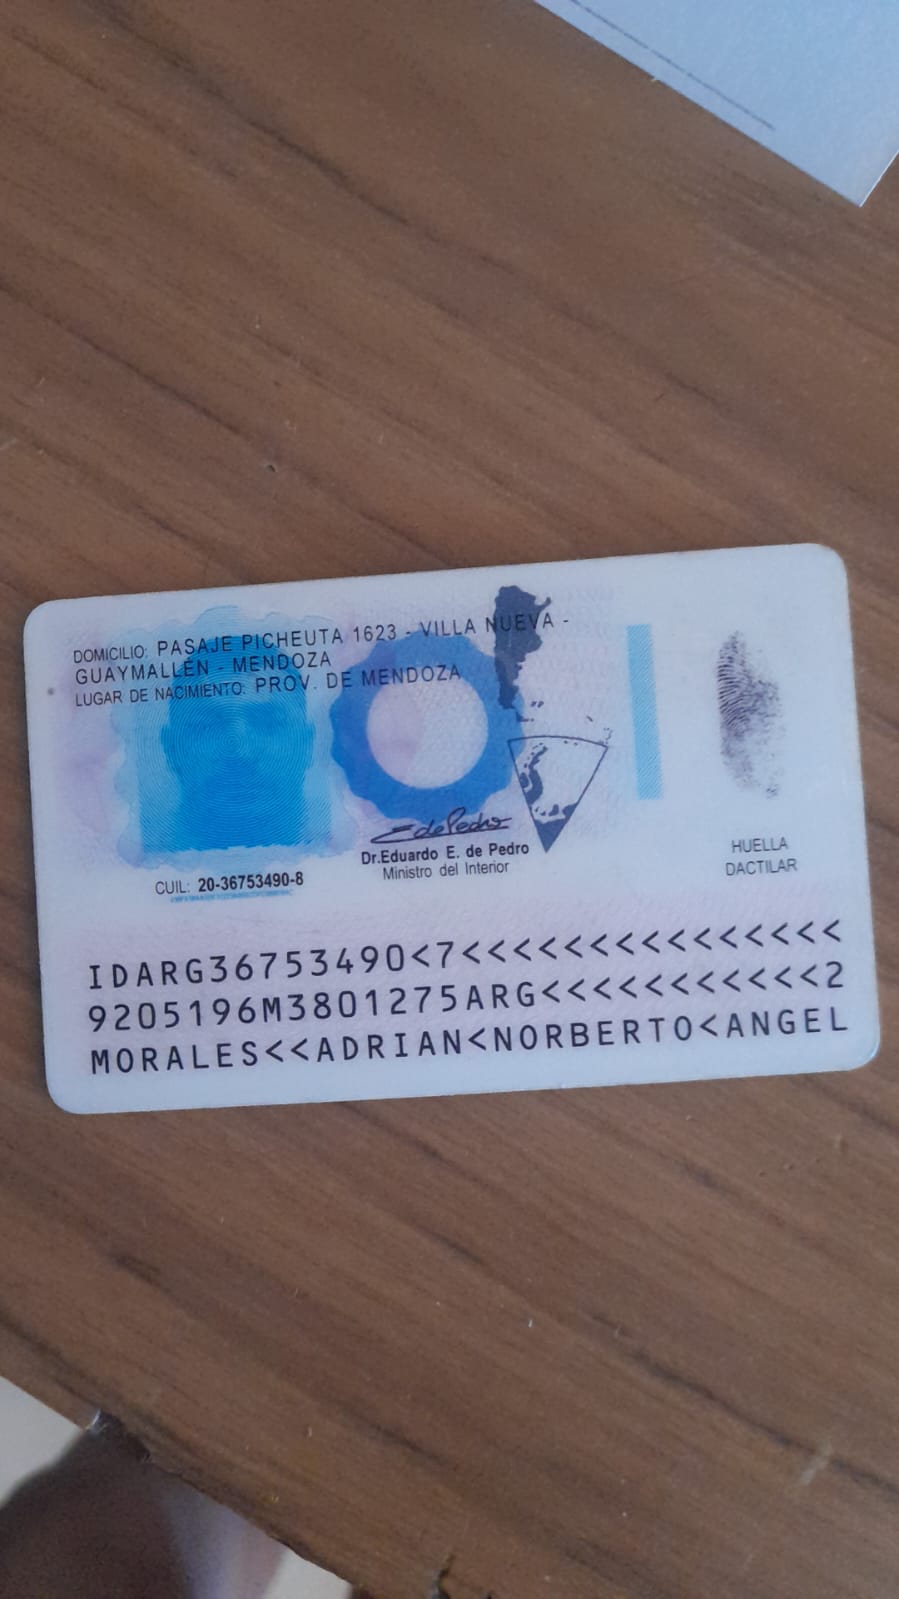 DOMICILIO: PASAJE PICHEUTA 1623 - VILLA NUEVA -
GUAYMALLÉN - MENDOZA
LUGAR DE NACIMIENTO: PROV. DE MENDOZA
EdePedro
Dr.Eduardo E. de Pedro
Ministro del Interior
CUIL: 20-36753490-8
HUELLA
DACTILAR
IDARG36753490<7<<<<<<<<<<<<<<<
9205196M3801275ARG<<<<<<<<<<<2
MORALES<<ADRIAN<NORBERTO<ANGEL